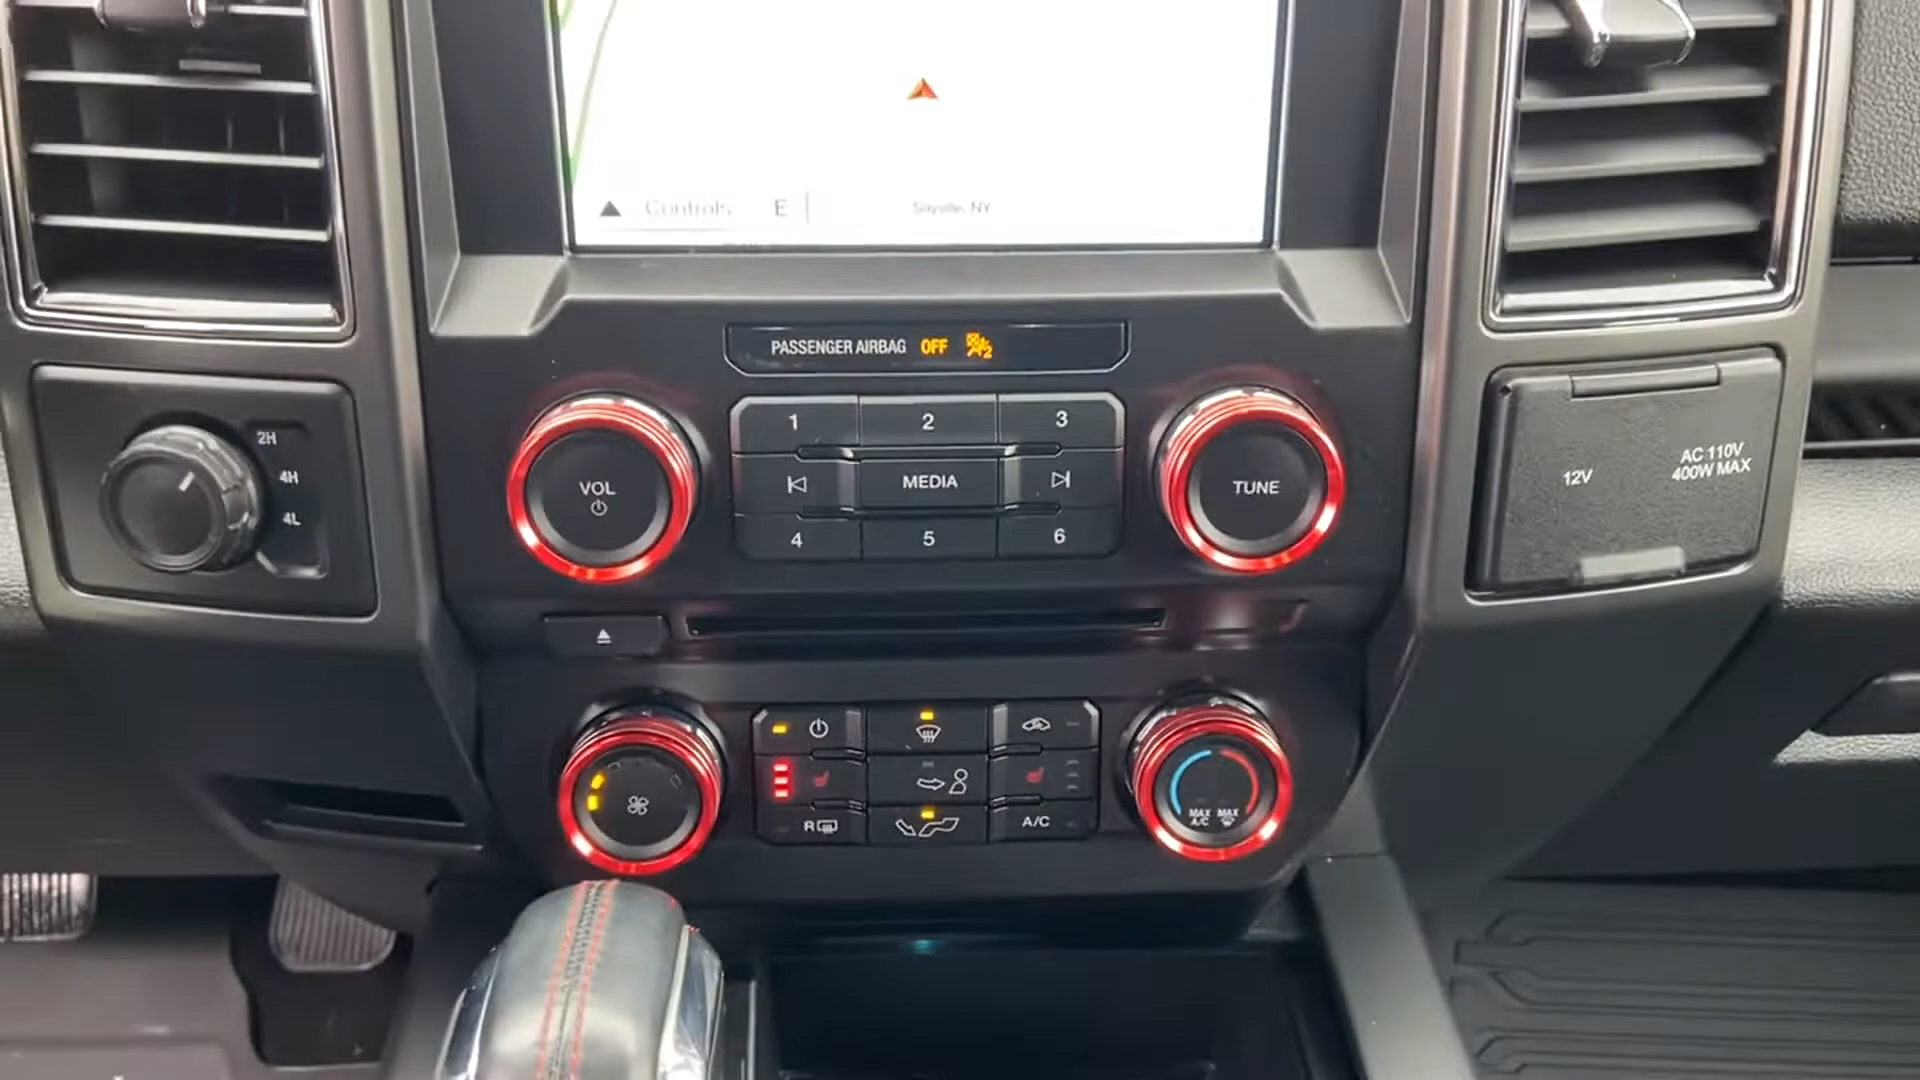 Controls
E
Sayville, NY
PASSENGER AIRBAG OFF
2H
4H
4L
VOL
1
2
3
MEDIA
4
5
6
TUNE
12V
AC 110V
400W MAX
R
A/C
MAX
A/C
MAX